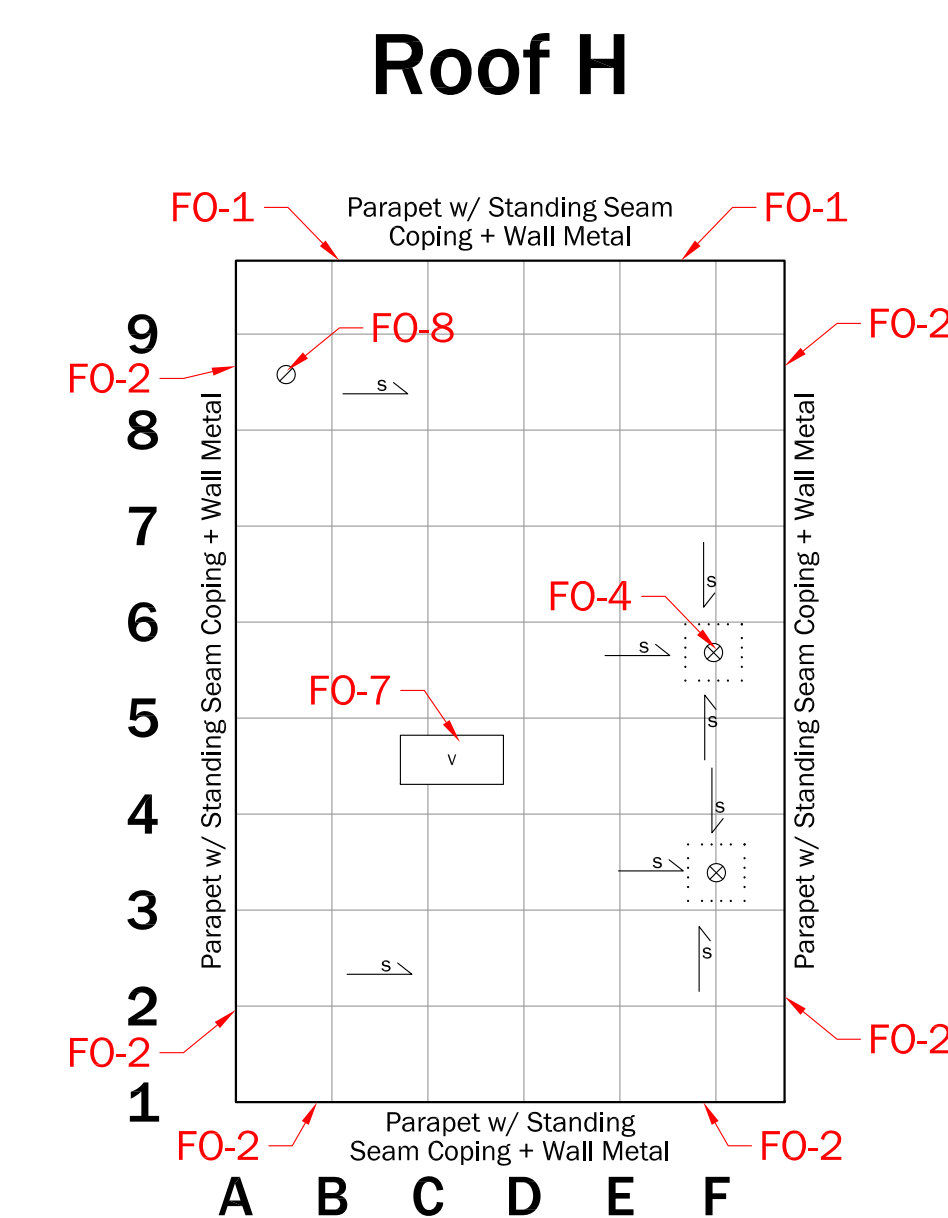 Roof H
FO-1
Parapet w/ Standing Seam
Coping + Wall Metal
FO-1
9
FO-8
FO-2
FO-2
s
8
Parapet w/ Standing Seam Coping + Wall Metal
Parapet w/ Standing Seam Coping + Wall Metal
7
s
FO-4
6
s
FO-7
5
s
v
4
s
s
3
s
s
2
FO-2
FO-2
1
Parapet w/ Standing
Seam Coping + Wall Metal
FO-2
FO-2
A B C D E F